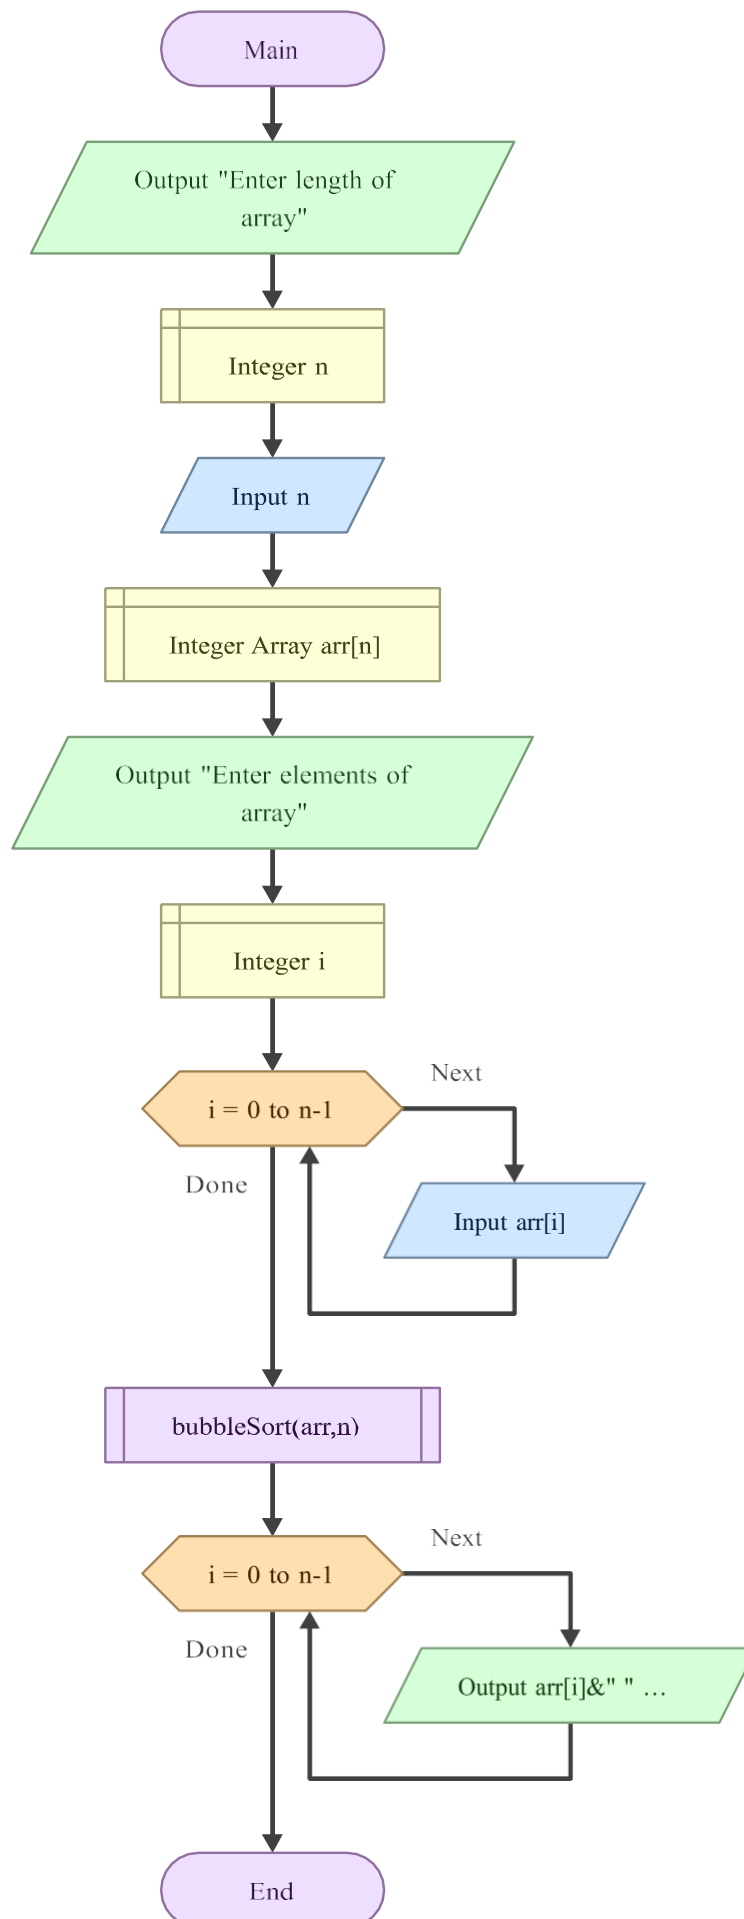 Main
Output "Enter length of
array"
Integer n
Input n
Integer Array arr[n]
Output "Enter elements of
array"
Integer i
i = 0 to n-1
Next
Done
Input arr[i]
bubbleSort(arr,n)
i = 0 to n-1
Next
Done
Output arr[i]&" " ...
End